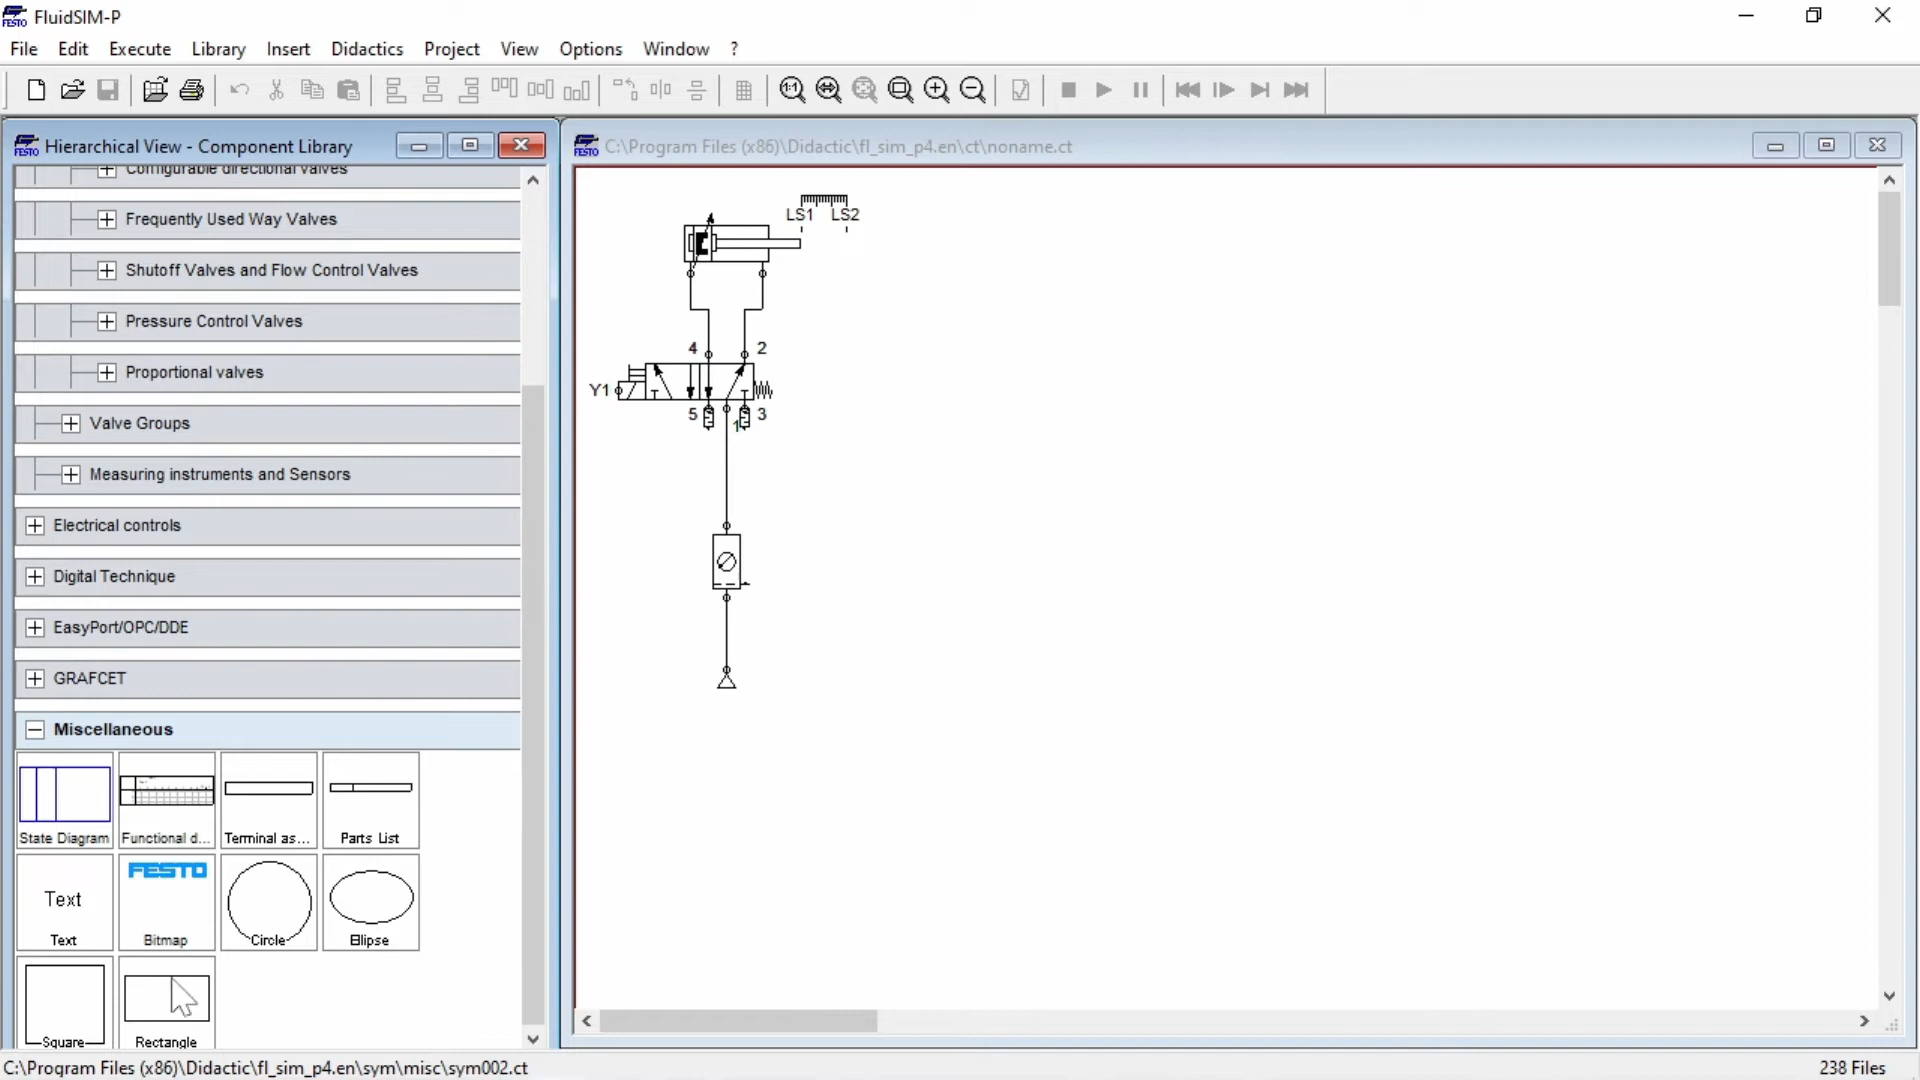 FluidSIM-P
File Edit Execute Library Insert Didactics Project View Options Window ?
Hierarchical View - Component Library
C:\Program Files (x86)\Didactic\fl_sim_p4.en\ct\noname.ct
Configurable directional valves
Frequently Used Way Valves
Shutoff Valves and Flow Control Valves
Pressure Control Valves
Proportional valves
Valve Groups
Measuring instruments and Sensors
Electrical controls
Digital Technique
EasyPort/OPC/DDE
GRAFCET
Miscellaneous
State Diagram Functional d... Terminal as... Parts List
Text FESTO
Text Bitmap Circle Ellipse
Square Rectangle
LS1 LS2
4 2
Y1
5 1 3
C:\Program Files (x86)\Didactic\fl_sim_p4.en\sym\misc\sym002.ct
238 Files